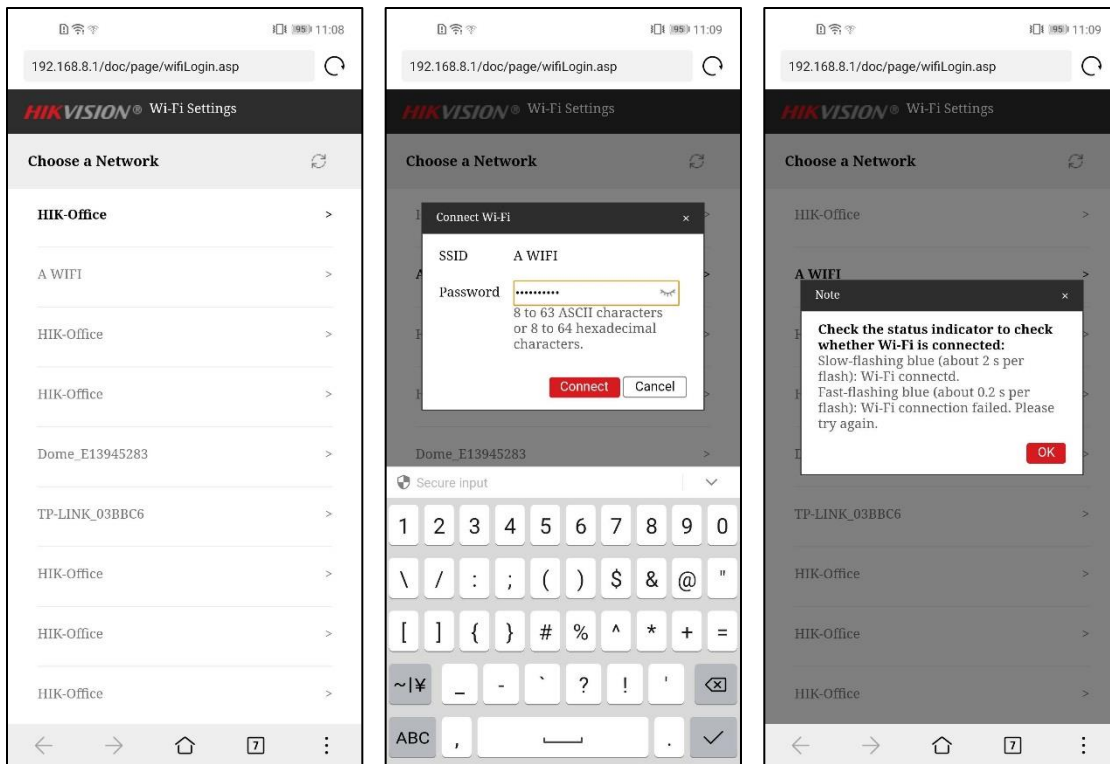 95 11:08
192.168.8.1/doc/page/wifiLogin.asp
HIKVISION ® Wi-Fi Settings
Choose a Network
HIK-Office >
A WIFI >
HIK-Office >
HIK-Office >
Dome_E13945283 >
TP-LINK_03BBC6 >
HIK-Office >
HIK-Office >
HIK-Office >
7
95 11:09
192.168.8.1/doc/page/wifiLogin.asp
HIKVISION ® Wi-Fi Settings
Choose a Network
Connect Wi-Fi ×
SSID A WIFI
Password ••••••••••
8 to 63 ASCII characters
or 8 to 64 hexadecimal
characters.
Connect Cancel
Dome_E13945283 >
Secure input
1 2 3 4 5 6 7 8 9 0
\ / : ; ( ) $ & @ "
[ ] { } # % ^ * + =
~|¥ _ - ` ? ! '
ABC , .
95 11:09
192.168.8.1/doc/page/wifiLogin.asp
HIKVISION ® Wi-Fi Settings
Choose a Network
HIK-Office >
A WIFI >
Note ×
Check the status indicator to check
whether Wi-Fi is connected:
Slow-flashing blue (about 2 s per
flash): Wi-Fi connectd.
Fast-flashing blue (about 0.2 s per
flash): Wi-Fi connection failed. Please
try again.
OK
TP-LINK_03BBC6 >
HIK-Office >
HIK-Office >
HIK-Office >
7